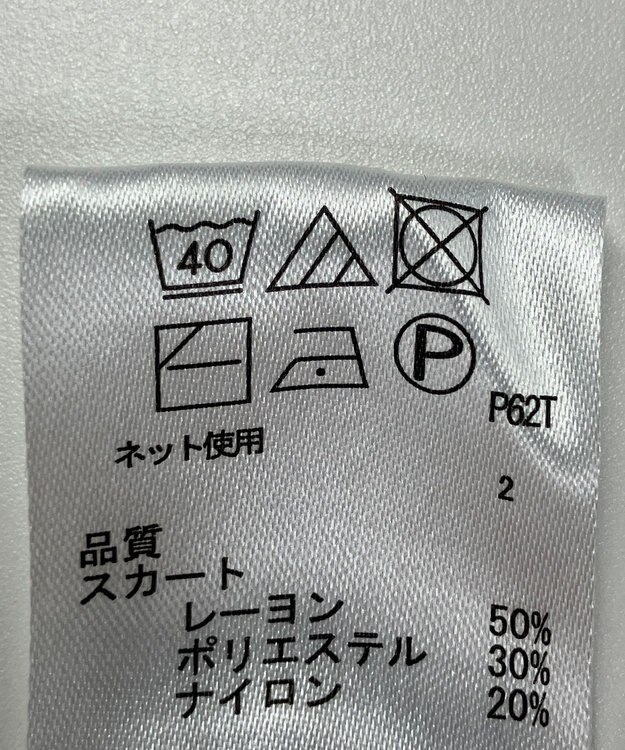 40
P
P62T
ネット使用
2
品質
スカート
レーヨン 50%
ポリエステル 30%
ナイロン 20%